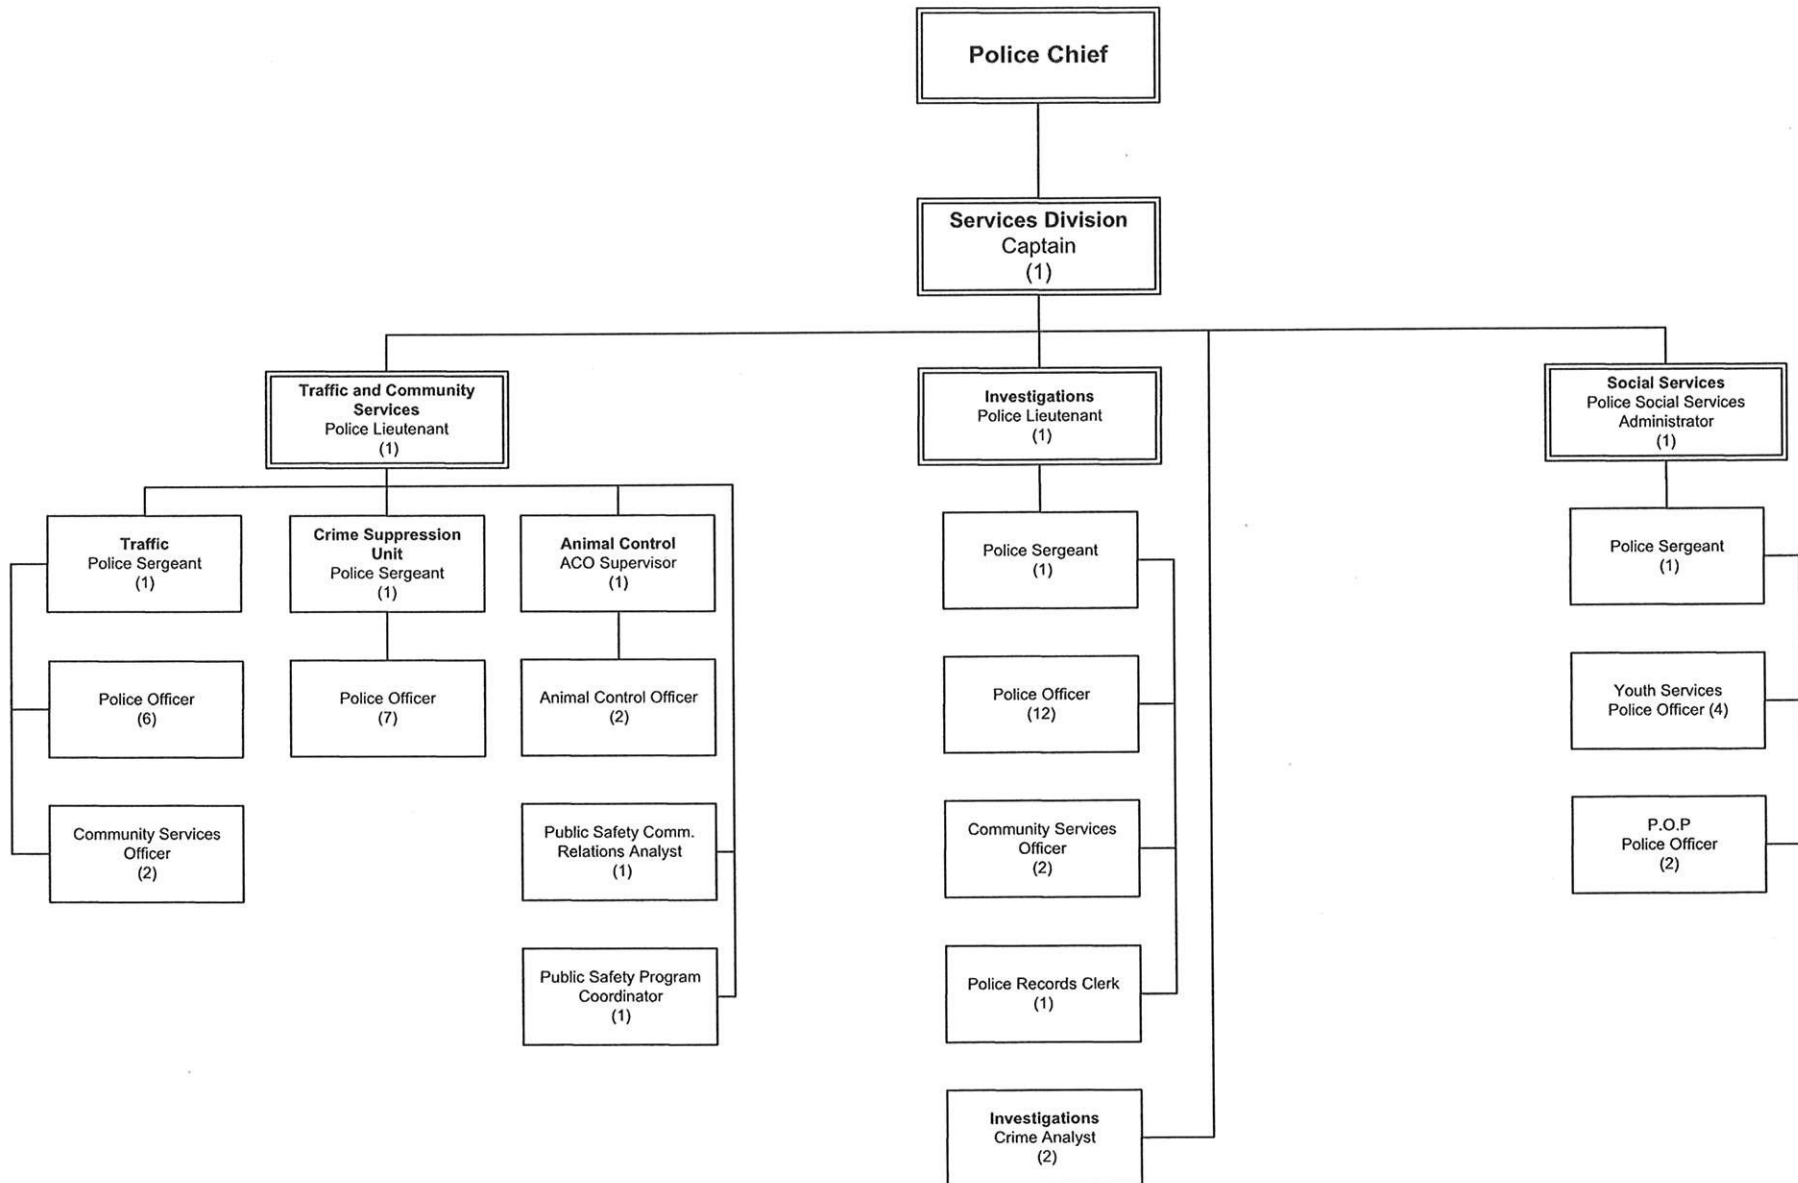 Police Chief
Services Division
Captain
(1)
Traffic and Community
Services
Police Lieutenant
(1)
Investigations
Police Lieutenant
(1)
Social Services
Police Social Services
Administrator
(1)
Traffic
Police Sergeant
(1)
Crime Suppression
Unit
Police Sergeant
(1)
Animal Control
ACO Supervisor
(1)
Police Sergeant
(1)
Police Sergeant
(1)
Police Officer
(6)
Police Officer
(7)
Animal Control Officer
(2)
Police Officer
(12)
Youth Services
Police Officer (4)
Community Services
Officer
(2)
Public Safety Comm.
Relations Analyst
(1)
Community Services
Officer
(2)
P.O.P
Police Officer
(2)
Public Safety Program
Coordinator
(1)
Police Records Clerk
(1)
Investigations
Crime Analyst
(2)